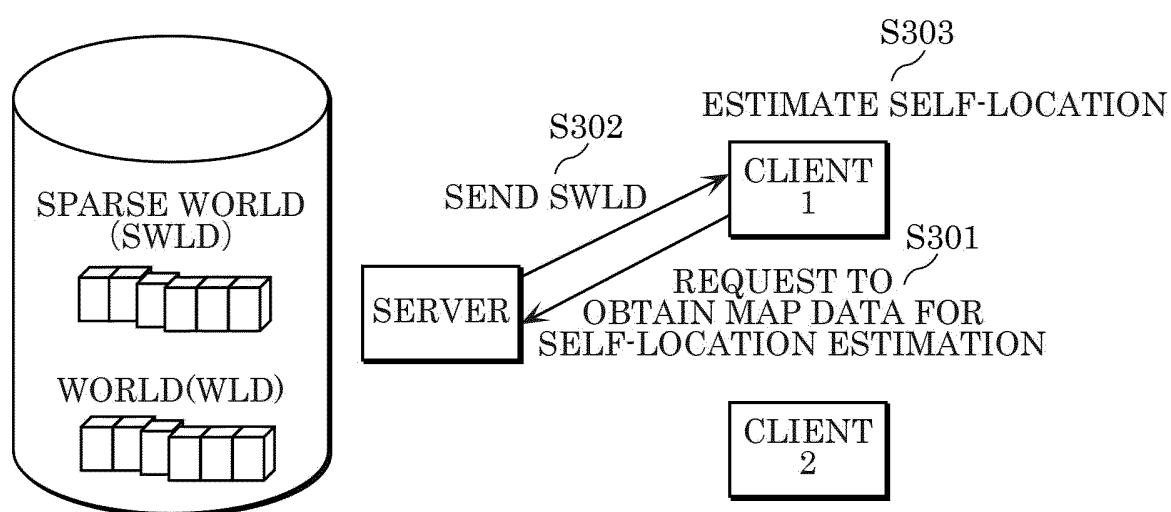 S303
ESTIMATE SELF-LOCATION
S302
SEND SWLD
CLIENT
1
SPARSE WORLD
(SWLD)
S301
REQUEST TO
OBTAIN MAP DATA FOR
SELF-LOCATION ESTIMATION
SERVER
WORLD(WLD)
CLIENT
2